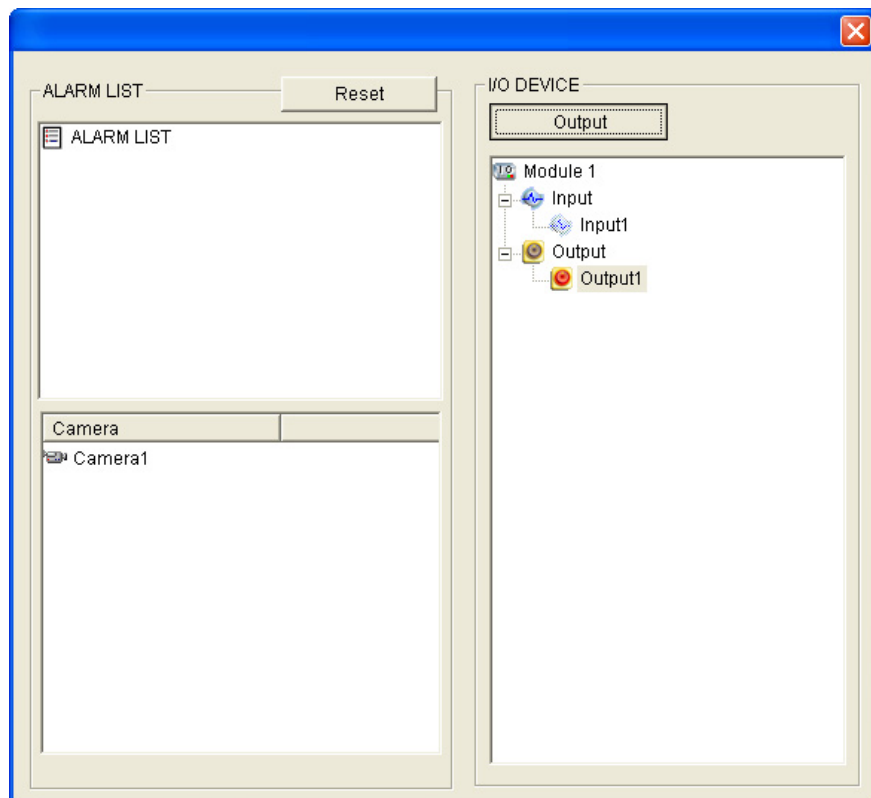 ALARM LIST
Reset
ALARM LIST
Camera
Camera1
I/O DEVICE
Output
Module 1
Input
Input1
Output
Output1